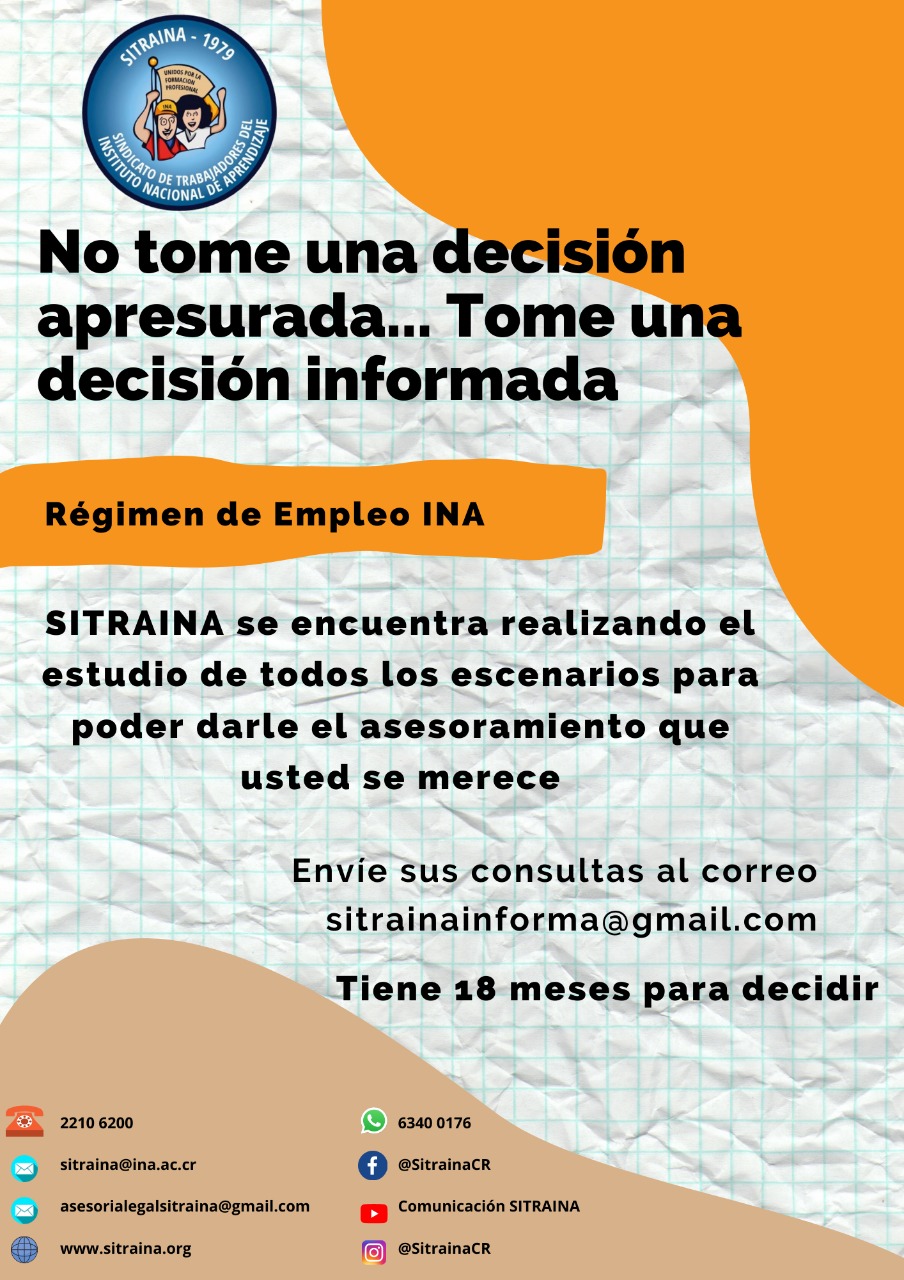 SITRAINA - 1979
UNIDOS POR LA
FORMACIÓN
PROFESIONAL
INA
SINDICATO DE TRABAJADORES DEL
INSTITUTO NACIONAL DE APRENDIZAJE
No tome una decisión
apresurada... Tome una
decisión informada
Régimen de Empleo INA
SITRAINA se encuentra realizando el
estudio de todos los escenarios para
poder darle el asesoramiento que
usted se merece
Envíe sus consultas al correo
sitrainainforma@gmail.com
Tiene 18 meses para decidir
2210 6200
sitraina@ina.ac.cr
asesorialegalsitraina@gmail.com
www.sitraina.org
6340 0176
@SitrainaCR
Comunicación SITRAINA
@SitrainaCR